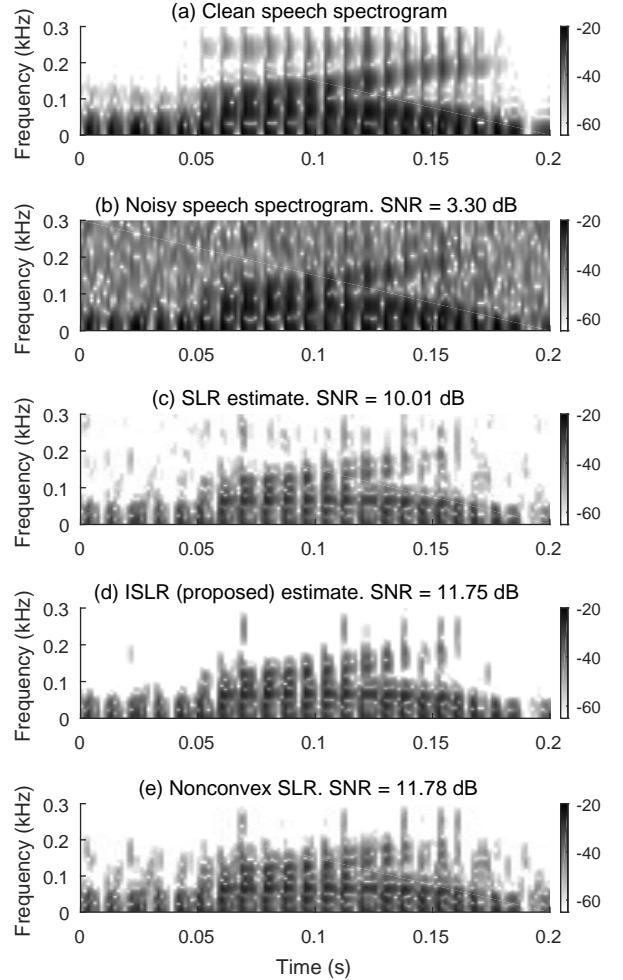 (a) Clean speech spectrogram
Frequency (kHz)
0.3
0.2
0.1
0
0 0.05 0.1 0.15 0.2
-20
-40
-60
(b) Noisy speech spectrogram. SNR = 3.30 dB
Frequency (kHz)
0.3
0.2
0.1
0
0 0.05 0.1 0.15 0.2
-20
-40
-60
(c) SLR estimate. SNR = 10.01 dB
Frequency (kHz)
0.3
0.2
0.1
0
0 0.05 0.1 0.15 0.2
-20
-40
-60
(d) ISLR (proposed) estimate. SNR = 11.75 dB
Frequency (kHz)
0.3
0.2
0.1
0
0 0.05 0.1 0.15 0.2
-20
-40
-60
(e) Nonconvex SLR. SNR = 11.78 dB
Frequency (kHz)
0.3
0.2
0.1
0
0 0.05 0.1 0.15 0.2
-20
-40
-60
Time (s)